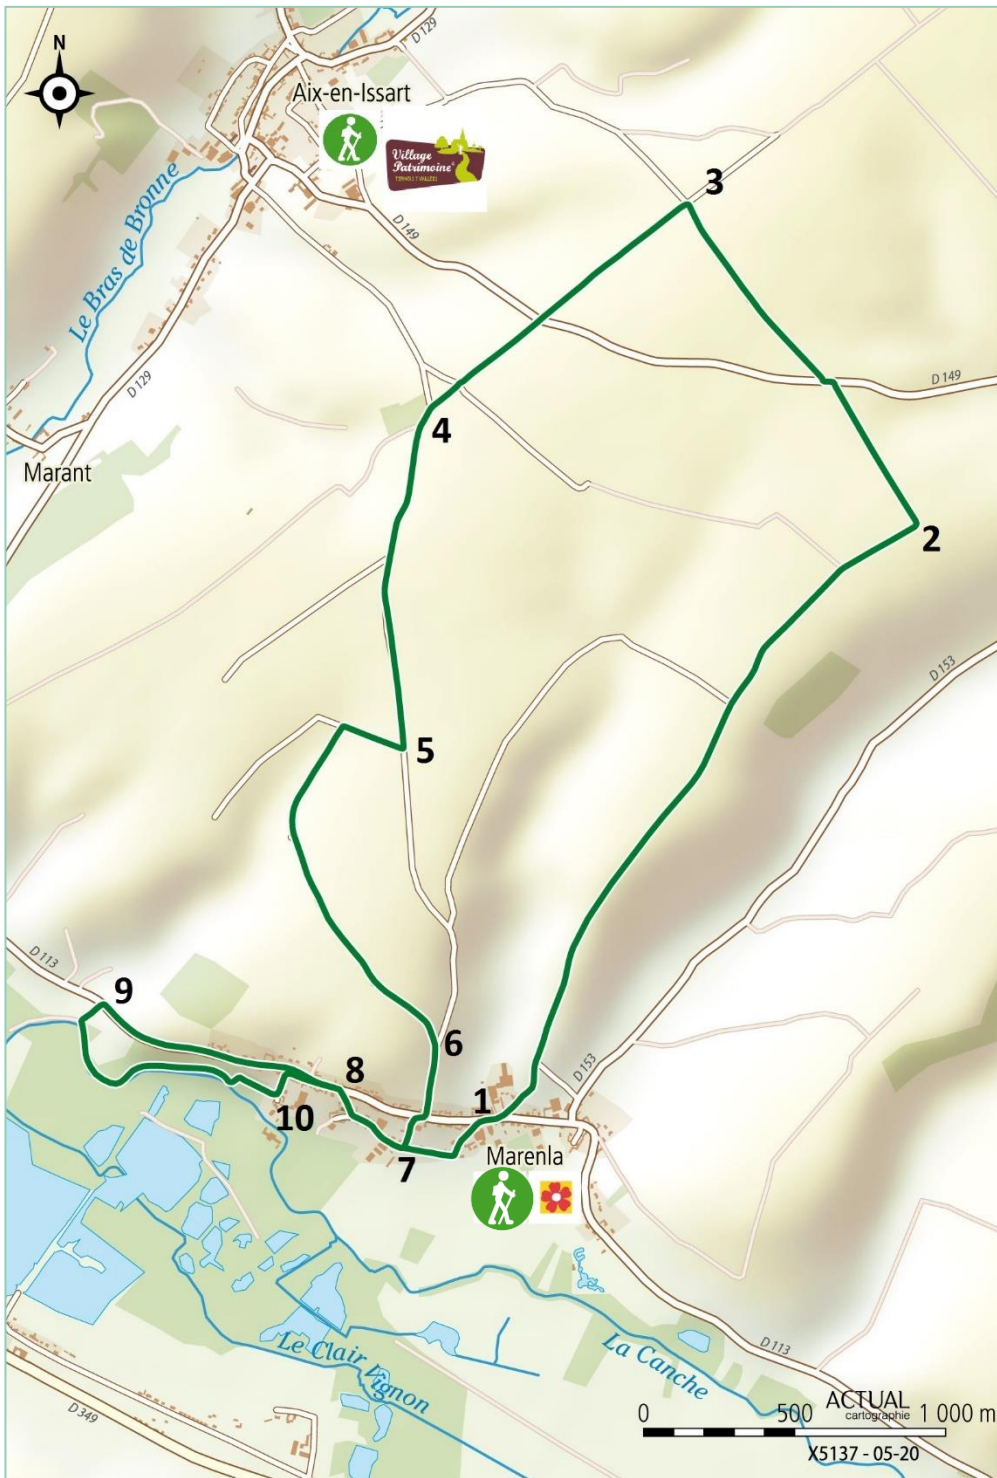 D 129
N
Aix-en-Issart
Village
Patrimoine
Le Bras de Bronne
3
D 149
D 129
D 149
4
Marant
2
D 153
5
D 113
9
6
8
D 153
1
10
7
Marenla
Le Clair Vignon
La Canche
D 113
D 349
ACTUAL
cartographie
0 500 1 000 m
X5137 - 05-20